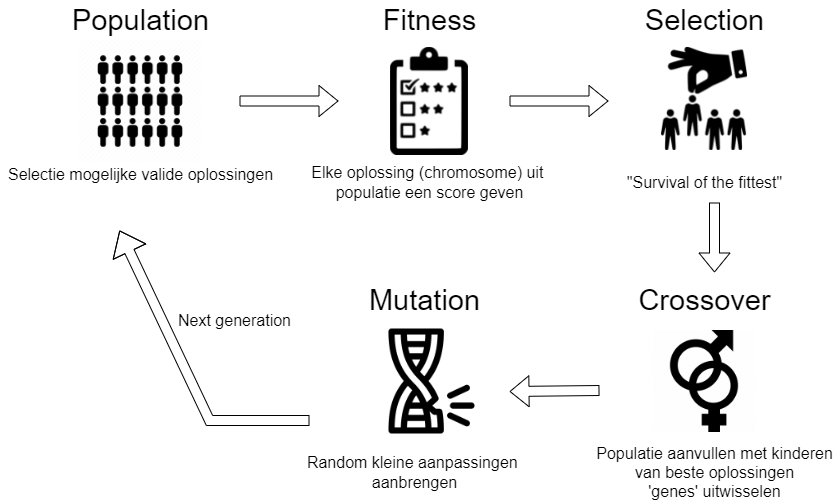 Population
Fitness
Selection
Selectie mogelijke valide oplossingen
Elke oplossing (chromosome) uit
populatie een score geven
"Survival of the fittest"
Next generation
Mutation
Crossover
Random kleine aanpassingen
aanbrengen
Populatie aanvullen met kinderen
van beste oplossingen
'genes' uitwisselen